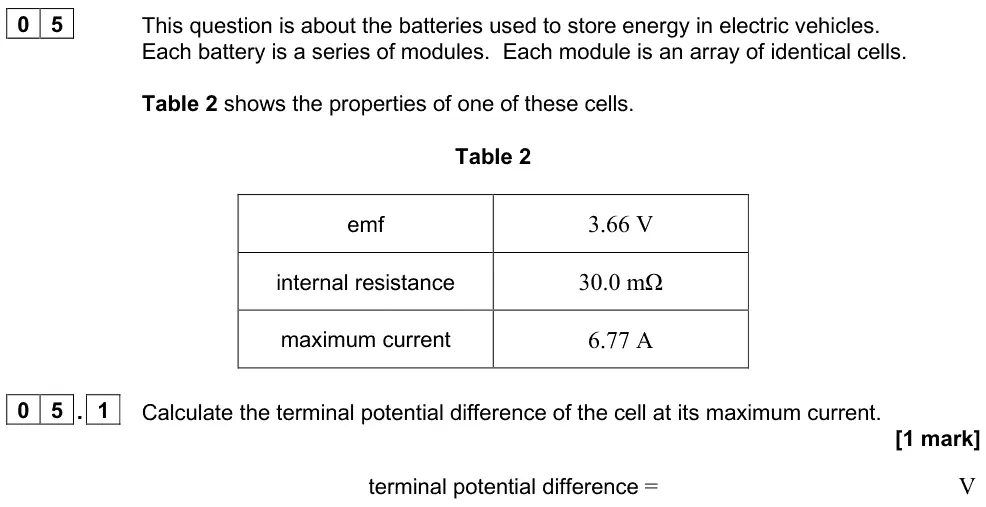 0 5 This question is about the batteries used to store energy in electric vehicles.
Each battery is a series of modules. Each module is an array of identical cells.
Table 2 shows the properties of one of these cells.
Table 2
emf 3.66 V
internal resistance 30.0 mΩ
maximum current 6.77 A
0 5 . 1 Calculate the terminal potential difference of the cell at its maximum current.
[1 mark]
terminal potential difference = V